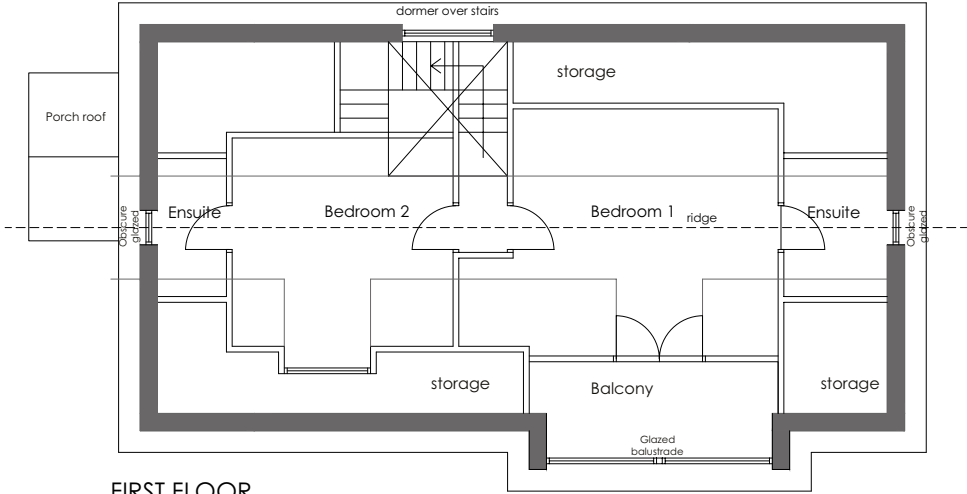 dormer over stairs
storage
Porch roof
Ensuite
Bedroom 2
Bedroom 1
ridge
Ensuite
Obscure
glazed
Obscure
glazed
storage
Balcony
storage
Glazed
balustrade
FIRST FLOOR